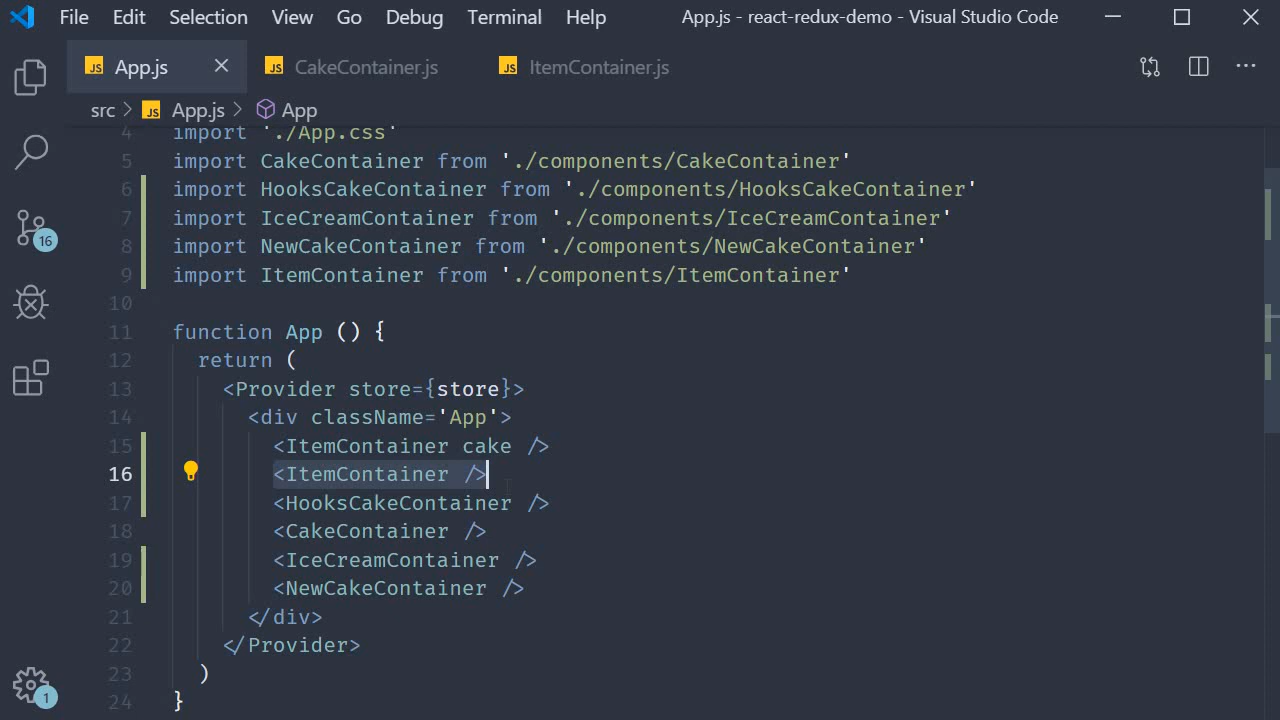 File Edit Selection View Go Debug Terminal Help App.js - react-redux-demo - Visual Studio Code
JS App.js JS CakeContainer.js JS ItemContainer.js
src > JS App.js > App
4 import './App.css'
5 import CakeContainer from './components/CakeContainer'
6 import HooksCakeContainer from './components/HooksCakeContainer'
7 import IceCreamContainer from './components/IceCreamContainer'
8 import NewCakeContainer from './components/NewCakeContainer'
9 import ItemContainer from './components/ItemContainer'
10
11 function App () {
12 return (
13 <Provider store={store}>
14 <div className='App'>
15 <ItemContainer cake />
16 <ItemContainer />
17 <HooksCakeContainer />
18 <CakeContainer />
19 <IceCreamContainer />
20 <NewCakeContainer />
21 </div>
22 </Provider>
23 )
24 }
16
1